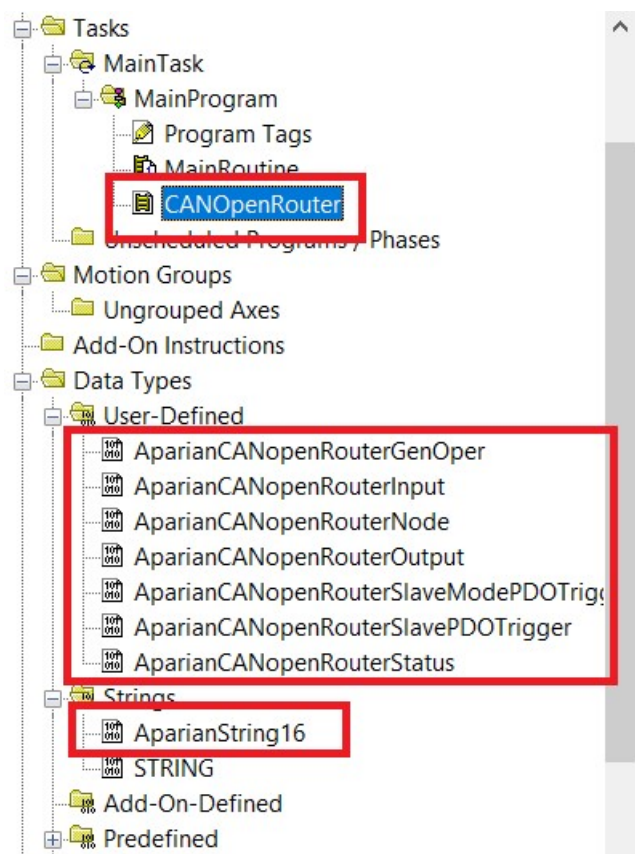 Tasks
MainTask
MainProgram
Program Tags
MainRoutine
CANOpenRouter
Unscheduled Programs / Phases
Motion Groups
Ungrouped Axes
Add-On Instructions
Data Types
User-Defined
AparianCANopenRouterGenOper
AparianCANopenRouterInput
AparianCANopenRouterNode
AparianCANopenRouterOutput
AparianCANopenRouterSlaveModePDOTrigg
AparianCANopenRouterSlavePDOTrigger
AparianCANopenRouterStatus
Strings
AparianString16
STRING
Add-On-Defined
Predefined